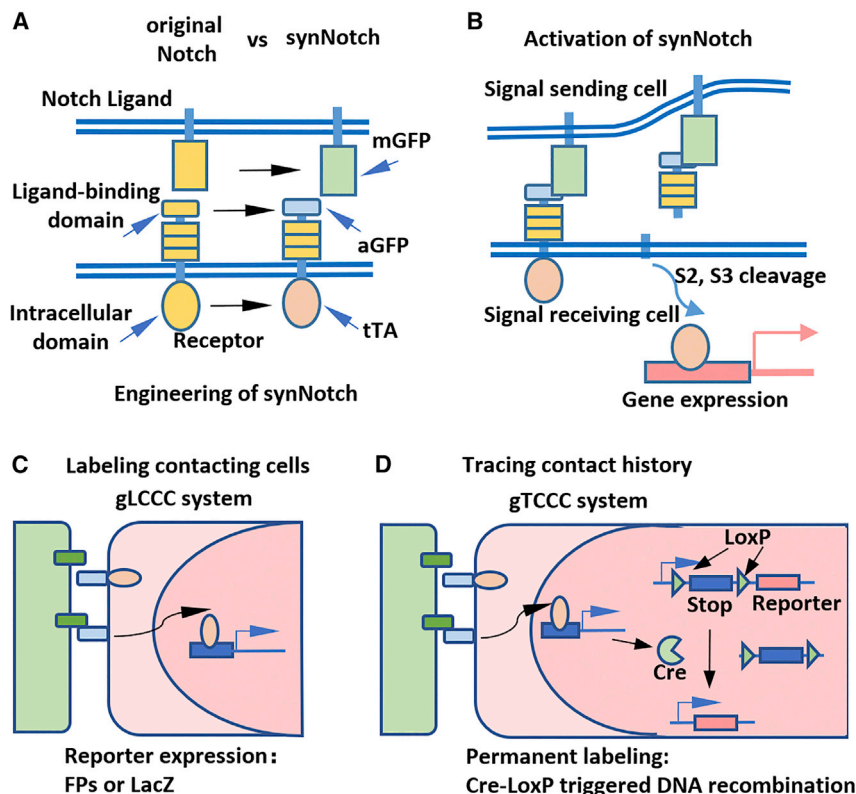 A
original
Notch
vs
synNotch
Notch Ligand
mGFP
Ligand-binding
domain
aGFP
Intracellular
domain
Receptor
tTA
Engineering of synNotch
B
Activation of synNotch
Signal sending cell
S2, S3 cleavage
Signal receiving cell
Gene expression
C
Labeling contacting cells
gLCCC system
Reporter expression:
FPs or LacZ
D
Tracing contact history
gTCCC system
LoxP
Stop
Reporter
Cre
Permanent labeling:
Cre-LoxP triggered DNA recombination